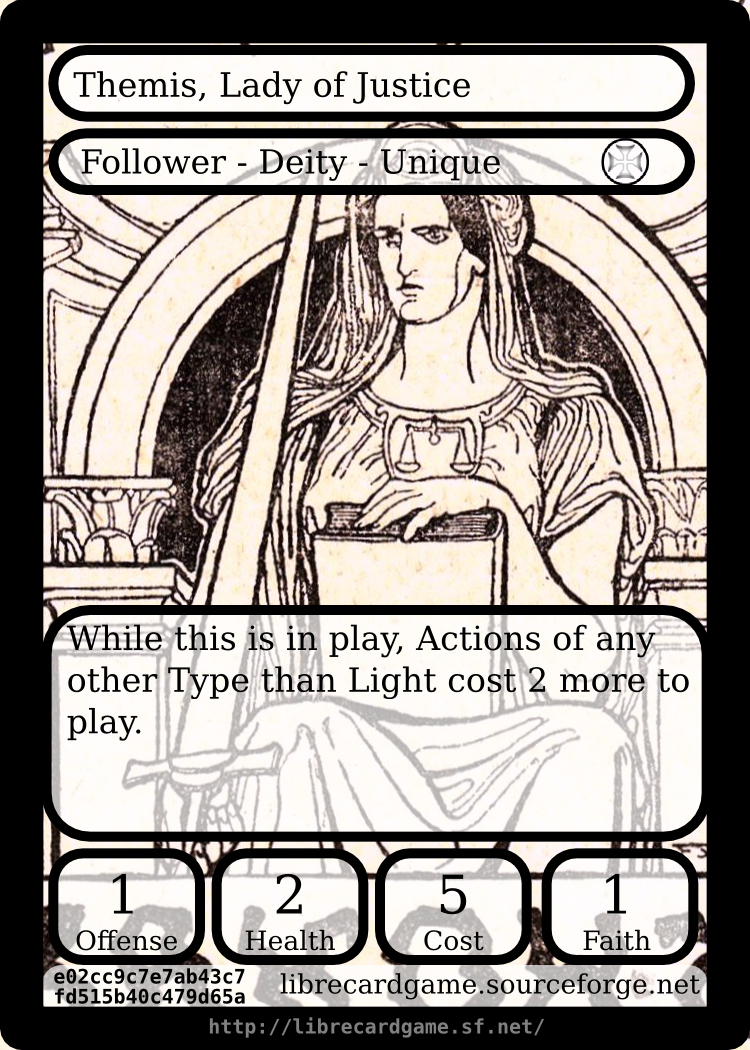 Themis, Lady of Justice
Follower - Deity - Unique
While this is in play, Actions of any
other Type than Light cost 2 more to
play.
1 2 5 1
Offense Health Cost Faith
e02cc9c7e7ab43c7
fd515b40c479d65a
librecardgame.sourceforge.net
http://librecardgame.sf.net/